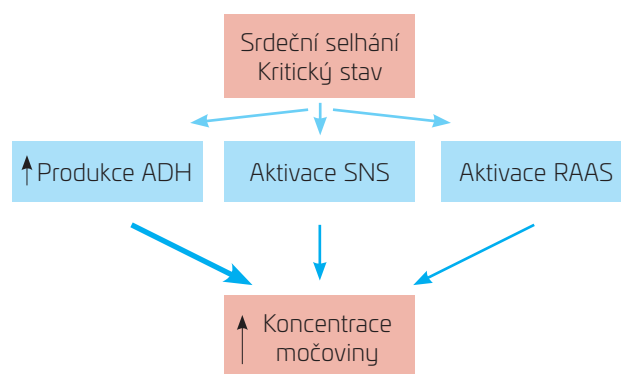 Srdeční selhání
Kritický stav
Produkce ADH
Aktivace SNS
Aktivace RAAS
Koncentrace
močoviny